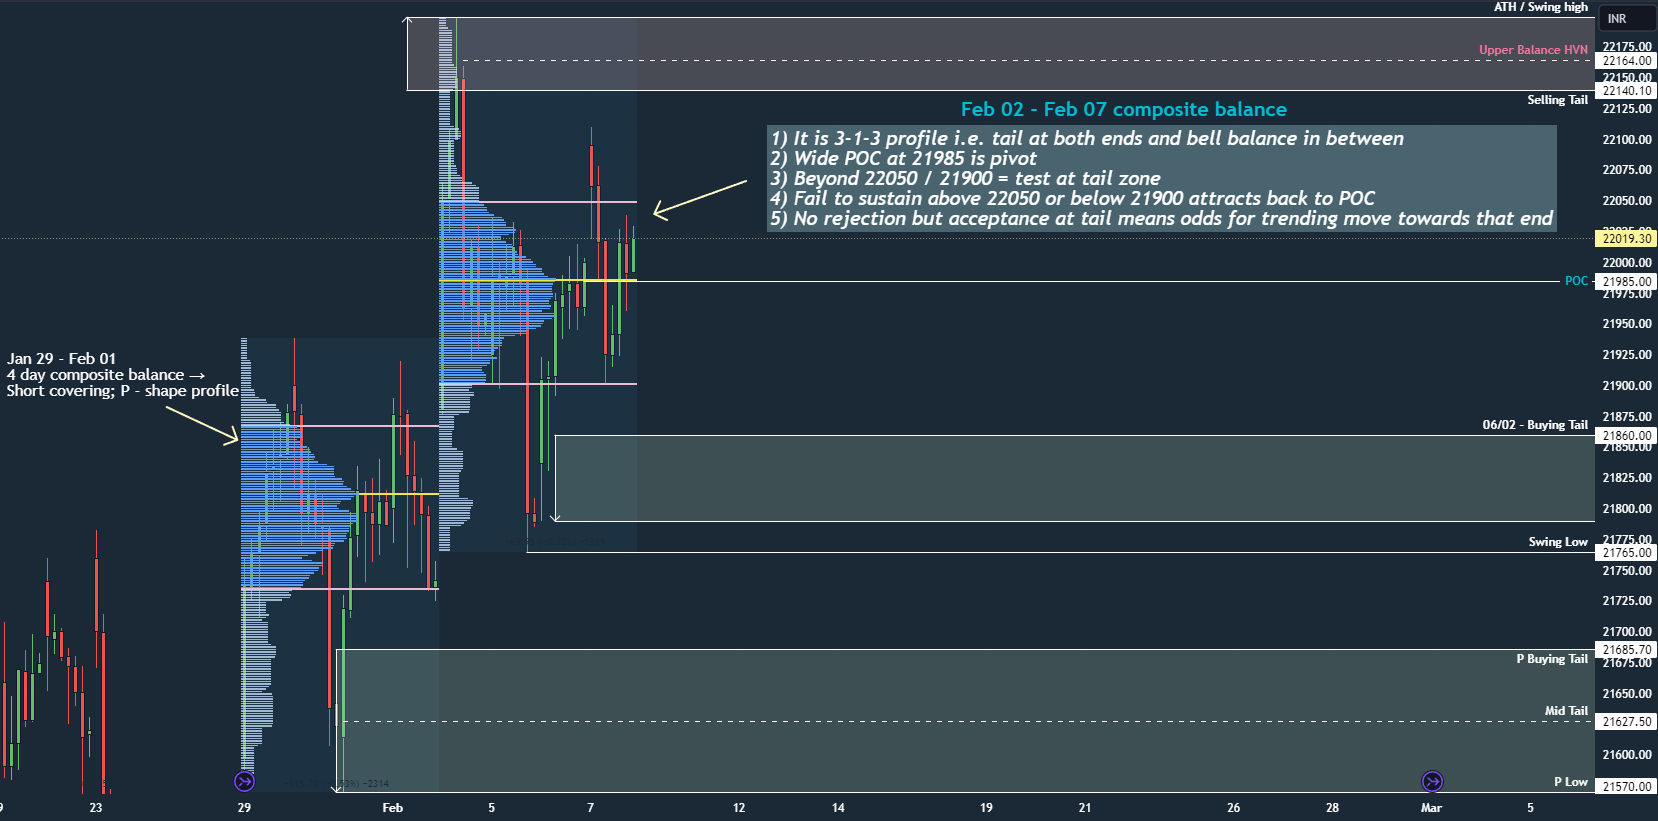 ATH / Swing high
INR
Upper Balance HVN
22175.00
22164.00
22150.00
22140.10
Selling Tail
22125.00
Feb 02 - Feb 07 composite balance
1) It is 3-1-3 profile i.e. tail at both ends and bell balance in between
2) Wide POC at 21985 is pivot
3) Beyond 22050 / 21900 = test at tail zone
4) Fail to sustain above 22050 or below 21900 attracts back to POC
5) No rejection but acceptance at tail means odds for trending move towards that end
22100.00
22075.00
22050.00
22019.30
22000.00
POC
21985.00
21975.00
21950.00
21925.00
21900.00
Jan 29 - Feb 01
4 day composite balance →
Short covering; P - shape profile
21875.00
06/02 - Buying Tail
21860.00
21850.00
21825.00
21800.00
21775.00
Swing Low
21765.00
21750.00
21725.00
21700.00
21685.70
P Buying Tail
21675.00
21650.00
Mid Tail
21627.50
21600.00
P Low
21570.00
23 29 Feb 5 7 12 14 19 21 26 28 Mar 5